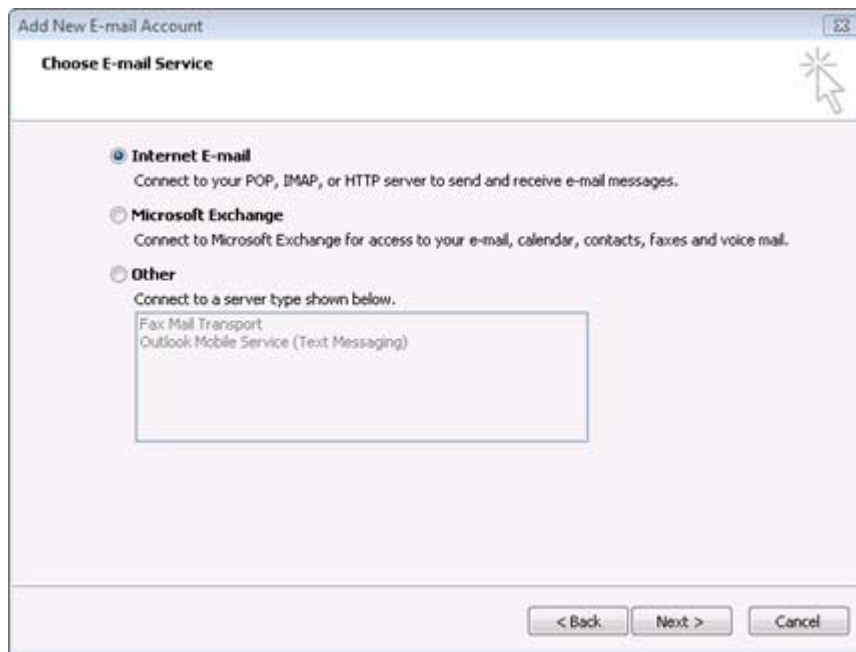 Add New E-mail Account
Choose E-mail Service
Internet E-mail
Connect to your POP, IMAP, or HTTP server to send and receive e-mail messages.
Microsoft Exchange
Connect to Microsoft Exchange for access to your e-mail, calendar, contacts, faxes and voice mail.
Other
Connect to a server type shown below.
Fax Mail Transport
Outlook Mobile Service (Text Messaging)
< Back Next > Cancel